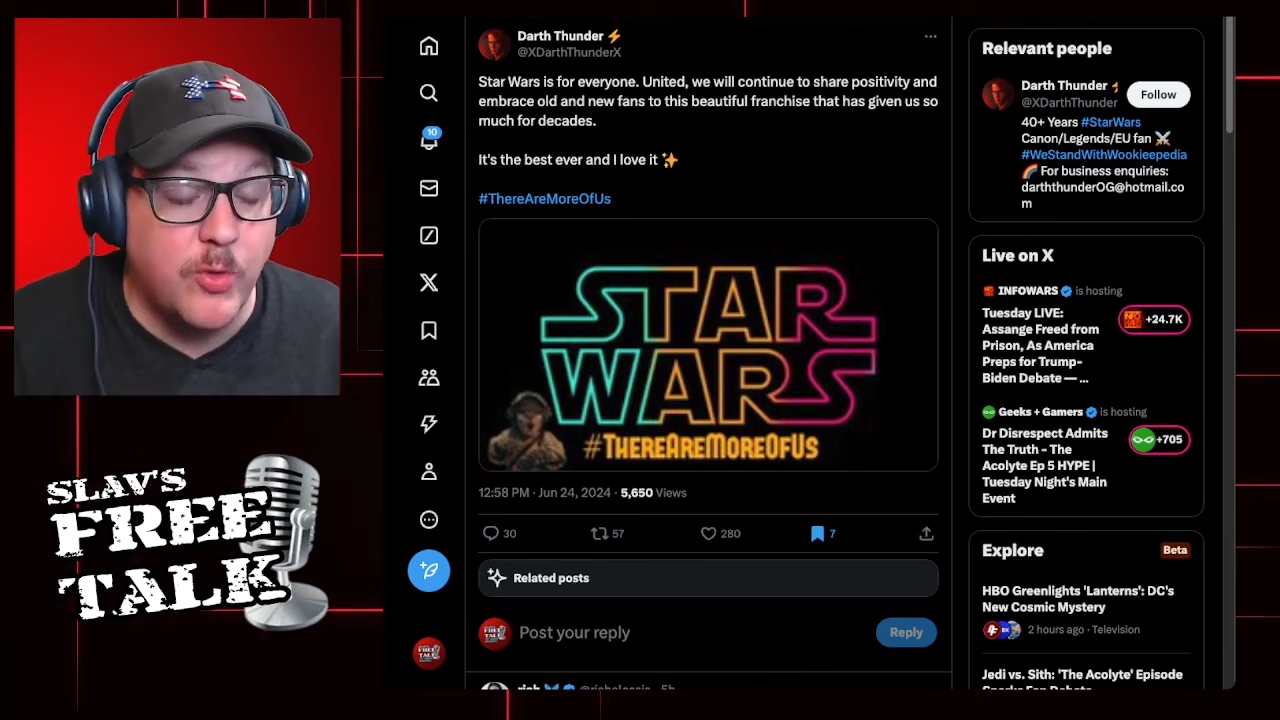 SLAV'S
FREE
TALK
10
Darth Thunder ⚡
@XDarthThunderX
Star Wars is for everyone. United, we will continue to share positivity and
embrace old and new fans to this beautiful franchise that has given us so
much for decades.
It's the best ever and I love it ✨
#ThereAreMoreOfUs
STAR
WARS
#THEREAREMOREOFUS
12:58 PM · Jun 24, 2024 · 5,650 Views
30 57 280 7
Related posts
Post your reply
Reply
Relevant people
Darth Thunder
@XDarthThunder
Follow
40+ Years #StarWars
Canon/Legends/EU fan ⚔️
#WeStandWithWookieepedia
🌈 For business enquiries:
darththunderOG@hotmail.co
m
Live on X
INFOWARS is hosting
Tuesday LIVE:
Assange Freed from
Prison, As America
Preps for Trump-
Biden Debate — ...
+24.7K
Geeks + Gamers is hosting
Dr Disrespect Admits
The Truth - The
Acolyte Ep 5 HYPE |
Tuesday Night's Main
Event
+705
Explore
Beta
HBO Greenlights 'Lanterns': DC's
New Cosmic Mystery
2 hours ago · Television
Jedi vs. Sith: 'The Acolyte' Episode